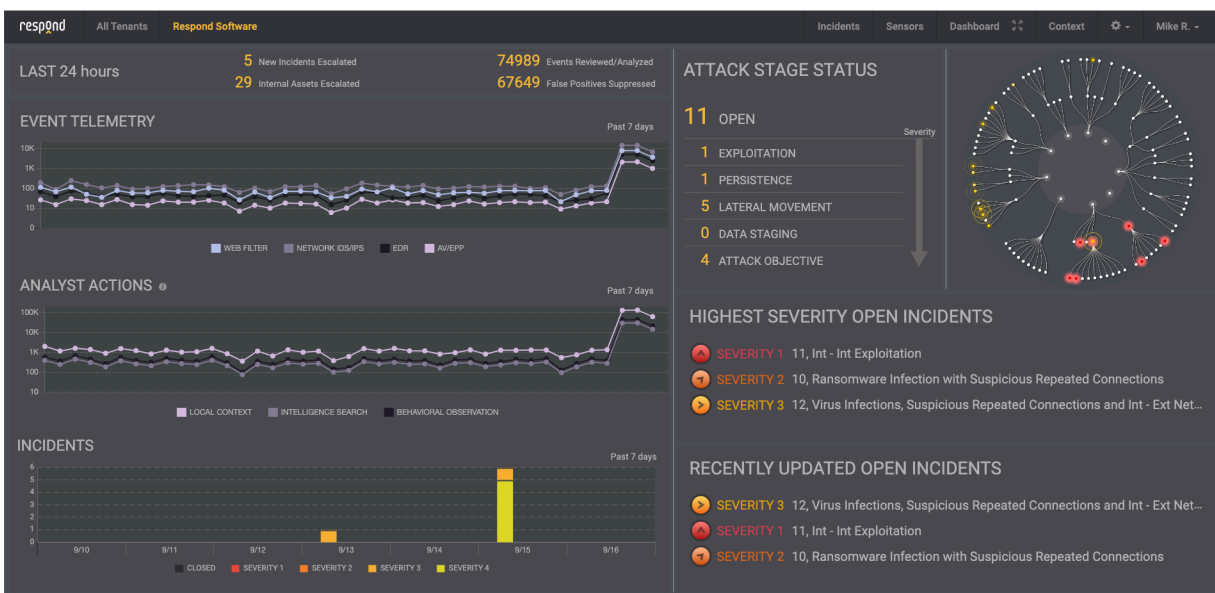 respond All Tenants Respond Software Incidents Sensors Dashboard Context Mike R.
LAST 24 hours
5 New Incidents Escalated
29 Internal Assets Escalated
74989 Events Reviewed/Analyzed
67649 False Positives Suppressed
EVENT TELEMETRY
Past 7 days
10K
1K
100
10
0
WEB FILTER NETWORK IDS/IPS EDR AV/EPP
ANALYST ACTIONS
Past 7 days
100K
10K
1K
100
10
LOCAL CONTEXT INTELLIGENCE SEARCH BEHAVIORAL OBSERVATION
INCIDENTS
Past 7 days
6
5
4
3
2
1
0
9/10 9/11 9/12 9/13 9/14 9/15 9/16
CLOSED SEVERITY 1 SEVERITY 2 SEVERITY 3 SEVERITY 4
ATTACK STAGE STATUS
11 OPEN
Severity
1 EXPLOITATION
1 PERSISTENCE
5 LATERAL MOVEMENT
0 DATA STAGING
4 ATTACK OBJECTIVE
HIGHEST SEVERITY OPEN INCIDENTS
SEVERITY 1 11, Int - Int Exploitation
SEVERITY 2 10, Ransomware Infection with Suspicious Repeated Connections
SEVERITY 3 12, Virus Infections, Suspicious Repeated Connections and Int - Ext Net...
RECENTLY UPDATED OPEN INCIDENTS
SEVERITY 3 12, Virus Infections, Suspicious Repeated Connections and Int - Ext Net...
SEVERITY 1 11, Int - Int Exploitation
SEVERITY 2 10, Ransomware Infection with Suspicious Repeated Connections